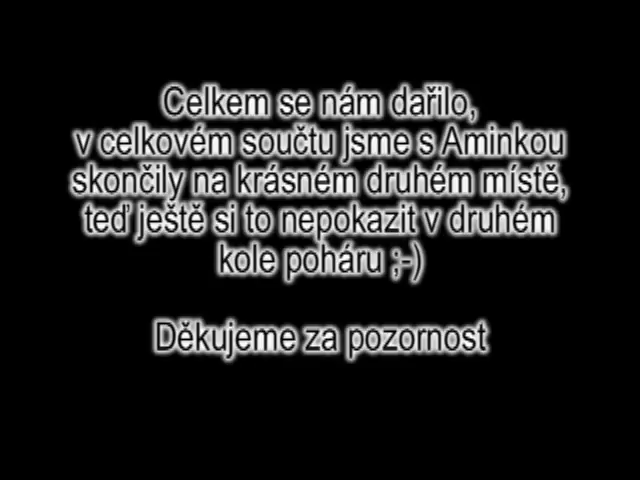 Celkem se nám dařilo,
v celkovém součtu jsme s Aminkou
skončily na krásném druhém místě,
teď ještě si to nepokazit v druhém
kole poháru ;-)
Děkujeme za pozornost